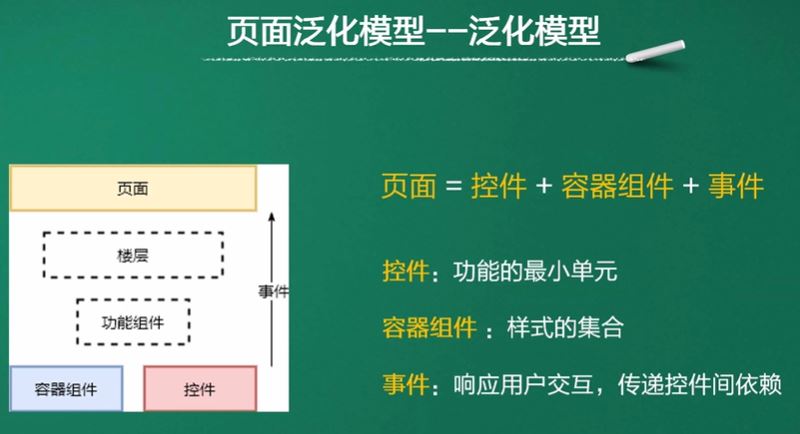 页面泛化模型--泛化模型
页面
楼层
事件
功能组件
容器组件
控件
页面 = 控件 + 容器组件 + 事件
控件：功能的最小单元
容器组件：样式的集合
事件：响应用户交互，传递控件间依赖